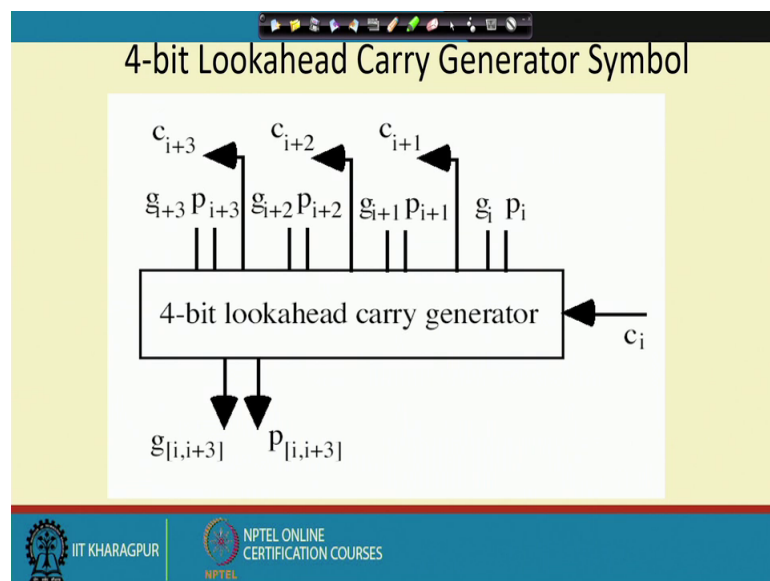 4-bit Lookahead Carry Generator Symbol
c_{i+3} c_{i+2} c_{i+1}
g_{i+3} p_{i+3} g_{i+2} p_{i+2} g_{i+1} p_{i+1} g_i p_i
4-bit lookahead carry generator
c_i
g_{[i,i+3]} p_{[i,i+3]}
IIT KHARAGPUR
NPTEL ONLINE
CERTIFICATION COURSES
NPTEL